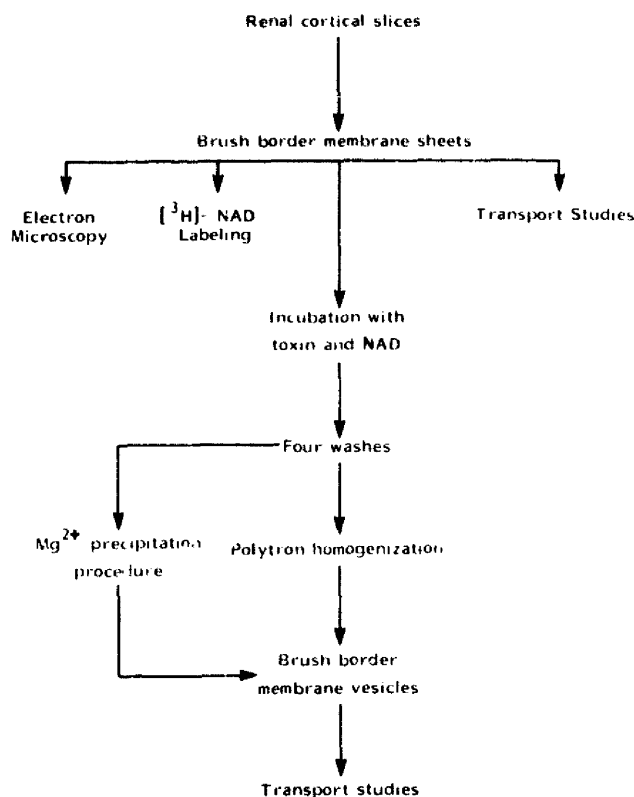 Renal cortical slices
Brush border membrane sheets
Electron
Microscopy
[³H]- NAD
Labeling
Transport Studies
Incubation with
toxin and NAD
Four washes
Mg²⁺ precipitation
procedure
Polytron homogenization
Brush border
membrane vesicles
Transport studies